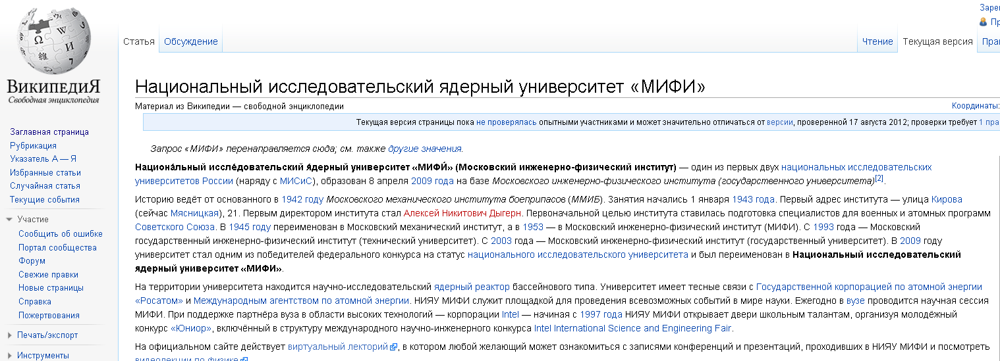 Заре
Пр
Статья Обсуждение Чтение Текущая версия Прав
ВикипедиЯ
Свободная энциклопедия
Национальный исследовательский ядерный университет «МИФИ»
Материал из Википедии — свободной энциклопедии Координаты:
Текущая версия страницы пока не проверялась опытными участниками и может значительно отличаться от версии, проверенной 17 августа 2012; проверки требует 1 пра
Запрос «МИФИ» перенаправляется сюда; см. также другие значения.
Национа́льный иссле́довательский я́дерный университет «МИФИ́» (Московский инженерно-физический институт) — один из первых двух национальных исследовательских
университетов России (наряду с МИСиС), образован 8 апреля 2009 года на базе Московского инженерно-физического института (государственного университета)[2].
Историю ведёт от основанного в 1942 году Московского механического института боеприпасов (ММИБ). Занятия начались 1 января 1943 года. Первый адрес института — улица Кирова
(сейчас Мясницкая), 21. Первым директором института стал Алексей Никитович Дыгерн. Первоначальной целью института ставилась подготовка специалистов для военных и атомных программ
Советского Союза. В 1945 году переименован в Московский механический институт, а в 1953 — в Московский инженерно-физический институт (МИФИ). С 1993 года — Московский
государственный инженерно-физический институт (технический университет). С 2003 года — Московский инженерно-физический институт (государственный университет). В 2009 году
университет стал одним из победителей федерального конкурса на статус национального исследовательского университета и был переименован в Национальный исследовательский
ядерный университет «МИФИ».
На территории университета находится научно-исследовательский ядерный реактор бассейнового типа. Университет имеет тесные связи с Государственной корпорацией по атомной энергии
«Росатом» и Международным агентством по атомной энергии. НИЯУ МИФИ служит площадкой для проведения всевозможных событий в мире науки. Ежегодно в вузе проводится научная сессия
МИФИ. При поддержке партнёра вуза в области высоких технологий — корпорации Intel — начиная с 1997 года НИЯУ МИФИ открывает двери школьным талантам, организуя молодёжный
конкурс «Юниор», включённый в структуру международного научно-инженерного конкурса Intel International Science and Engineering Fair.
На официальном сайте действует виртуальный лекторий, в котором любой желающий может ознакомиться с записями конференций и презентаций, проходивших в НИЯУ МИФИ и посмотреть
видеолекции по физике
Заглавная страница
Рубрикация
Указатель А — Я
Избранные статьи
Случайная статья
Текущие события
Участие
Сообщить об ошибке
Портал сообщества
Форум
Свежие правки
Новые страницы
Справка
Пожертвования
Печать/экспорт
Инструменты